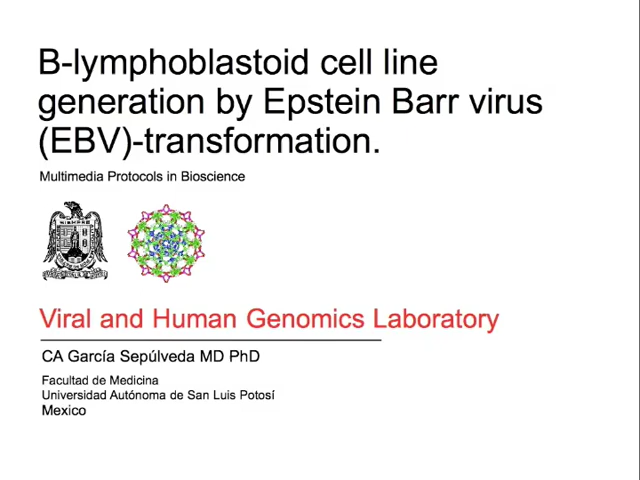 B-lymphoblastoid cell line
generation by Epstein Barr virus
(EBV)-transformation.
Multimedia Protocols in Bioscience
Viral and Human Genomics Laboratory
CA García Sepúlveda MD PhD
Facultad de Medicina
Universidad Autónoma de San Luis Potosí
Mexico